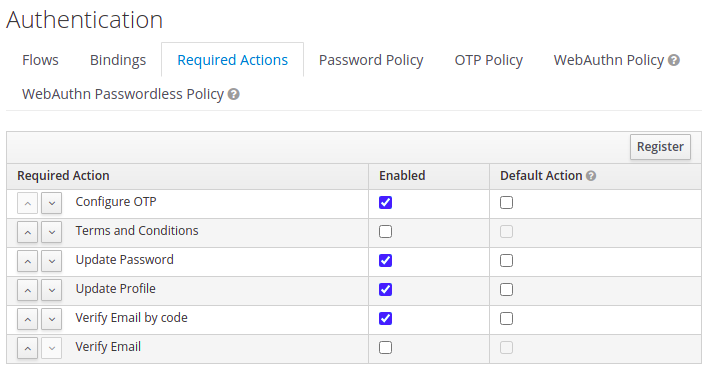 Authentication
Flows Bindings Required Actions Password Policy OTP Policy WebAuthn Policy
WebAuthn Passwordless Policy
Register
Required Action Enabled Default Action
Configure OTP
Terms and Conditions
Update Password
Update Profile
Verify Email by code
Verify Email